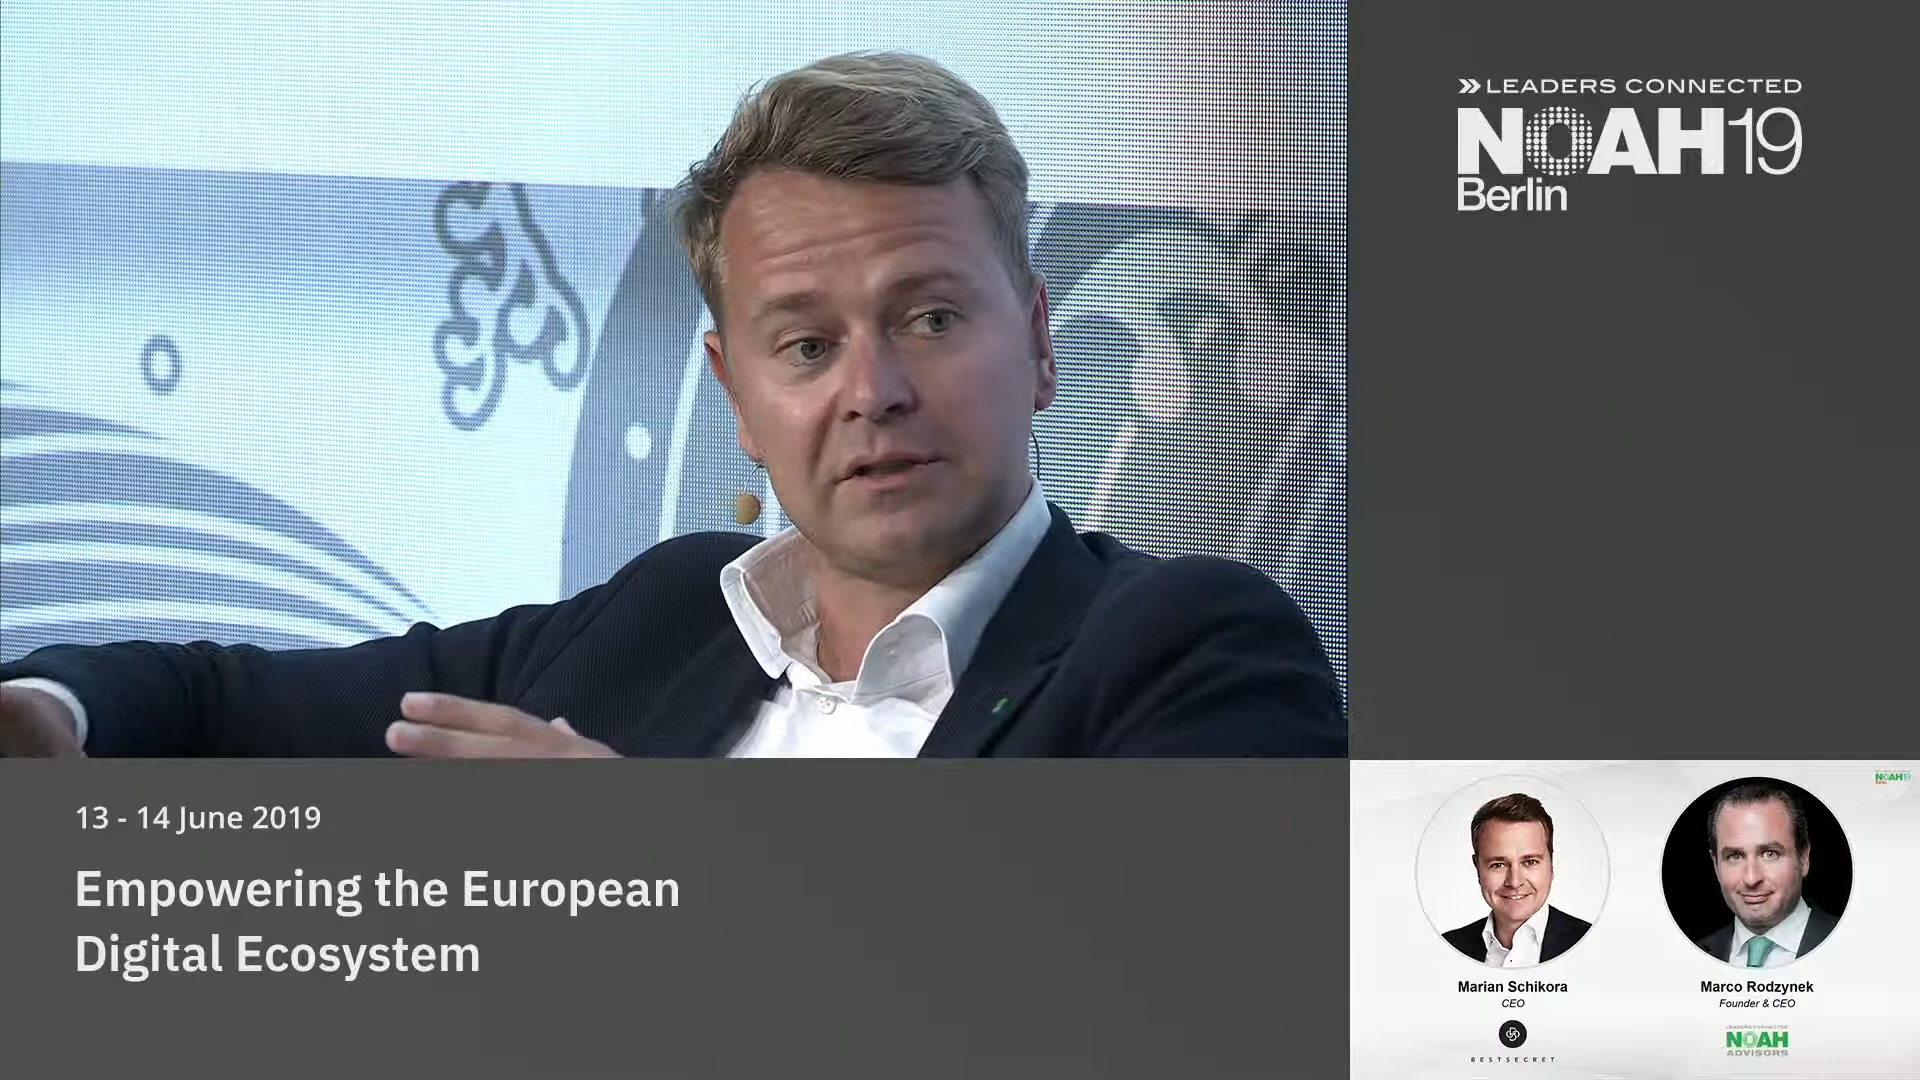 LEADERS CONNECTED
NOAH19
Berlin
13 - 14 June 2019
Empowering the European
Digital Ecosystem
NOAH19
Marian Schikora
CEO
BESTSECRET
Marco Rodzynek
Founder & CEO
LEADERS CONNECTED
NOAH
ADVISORS